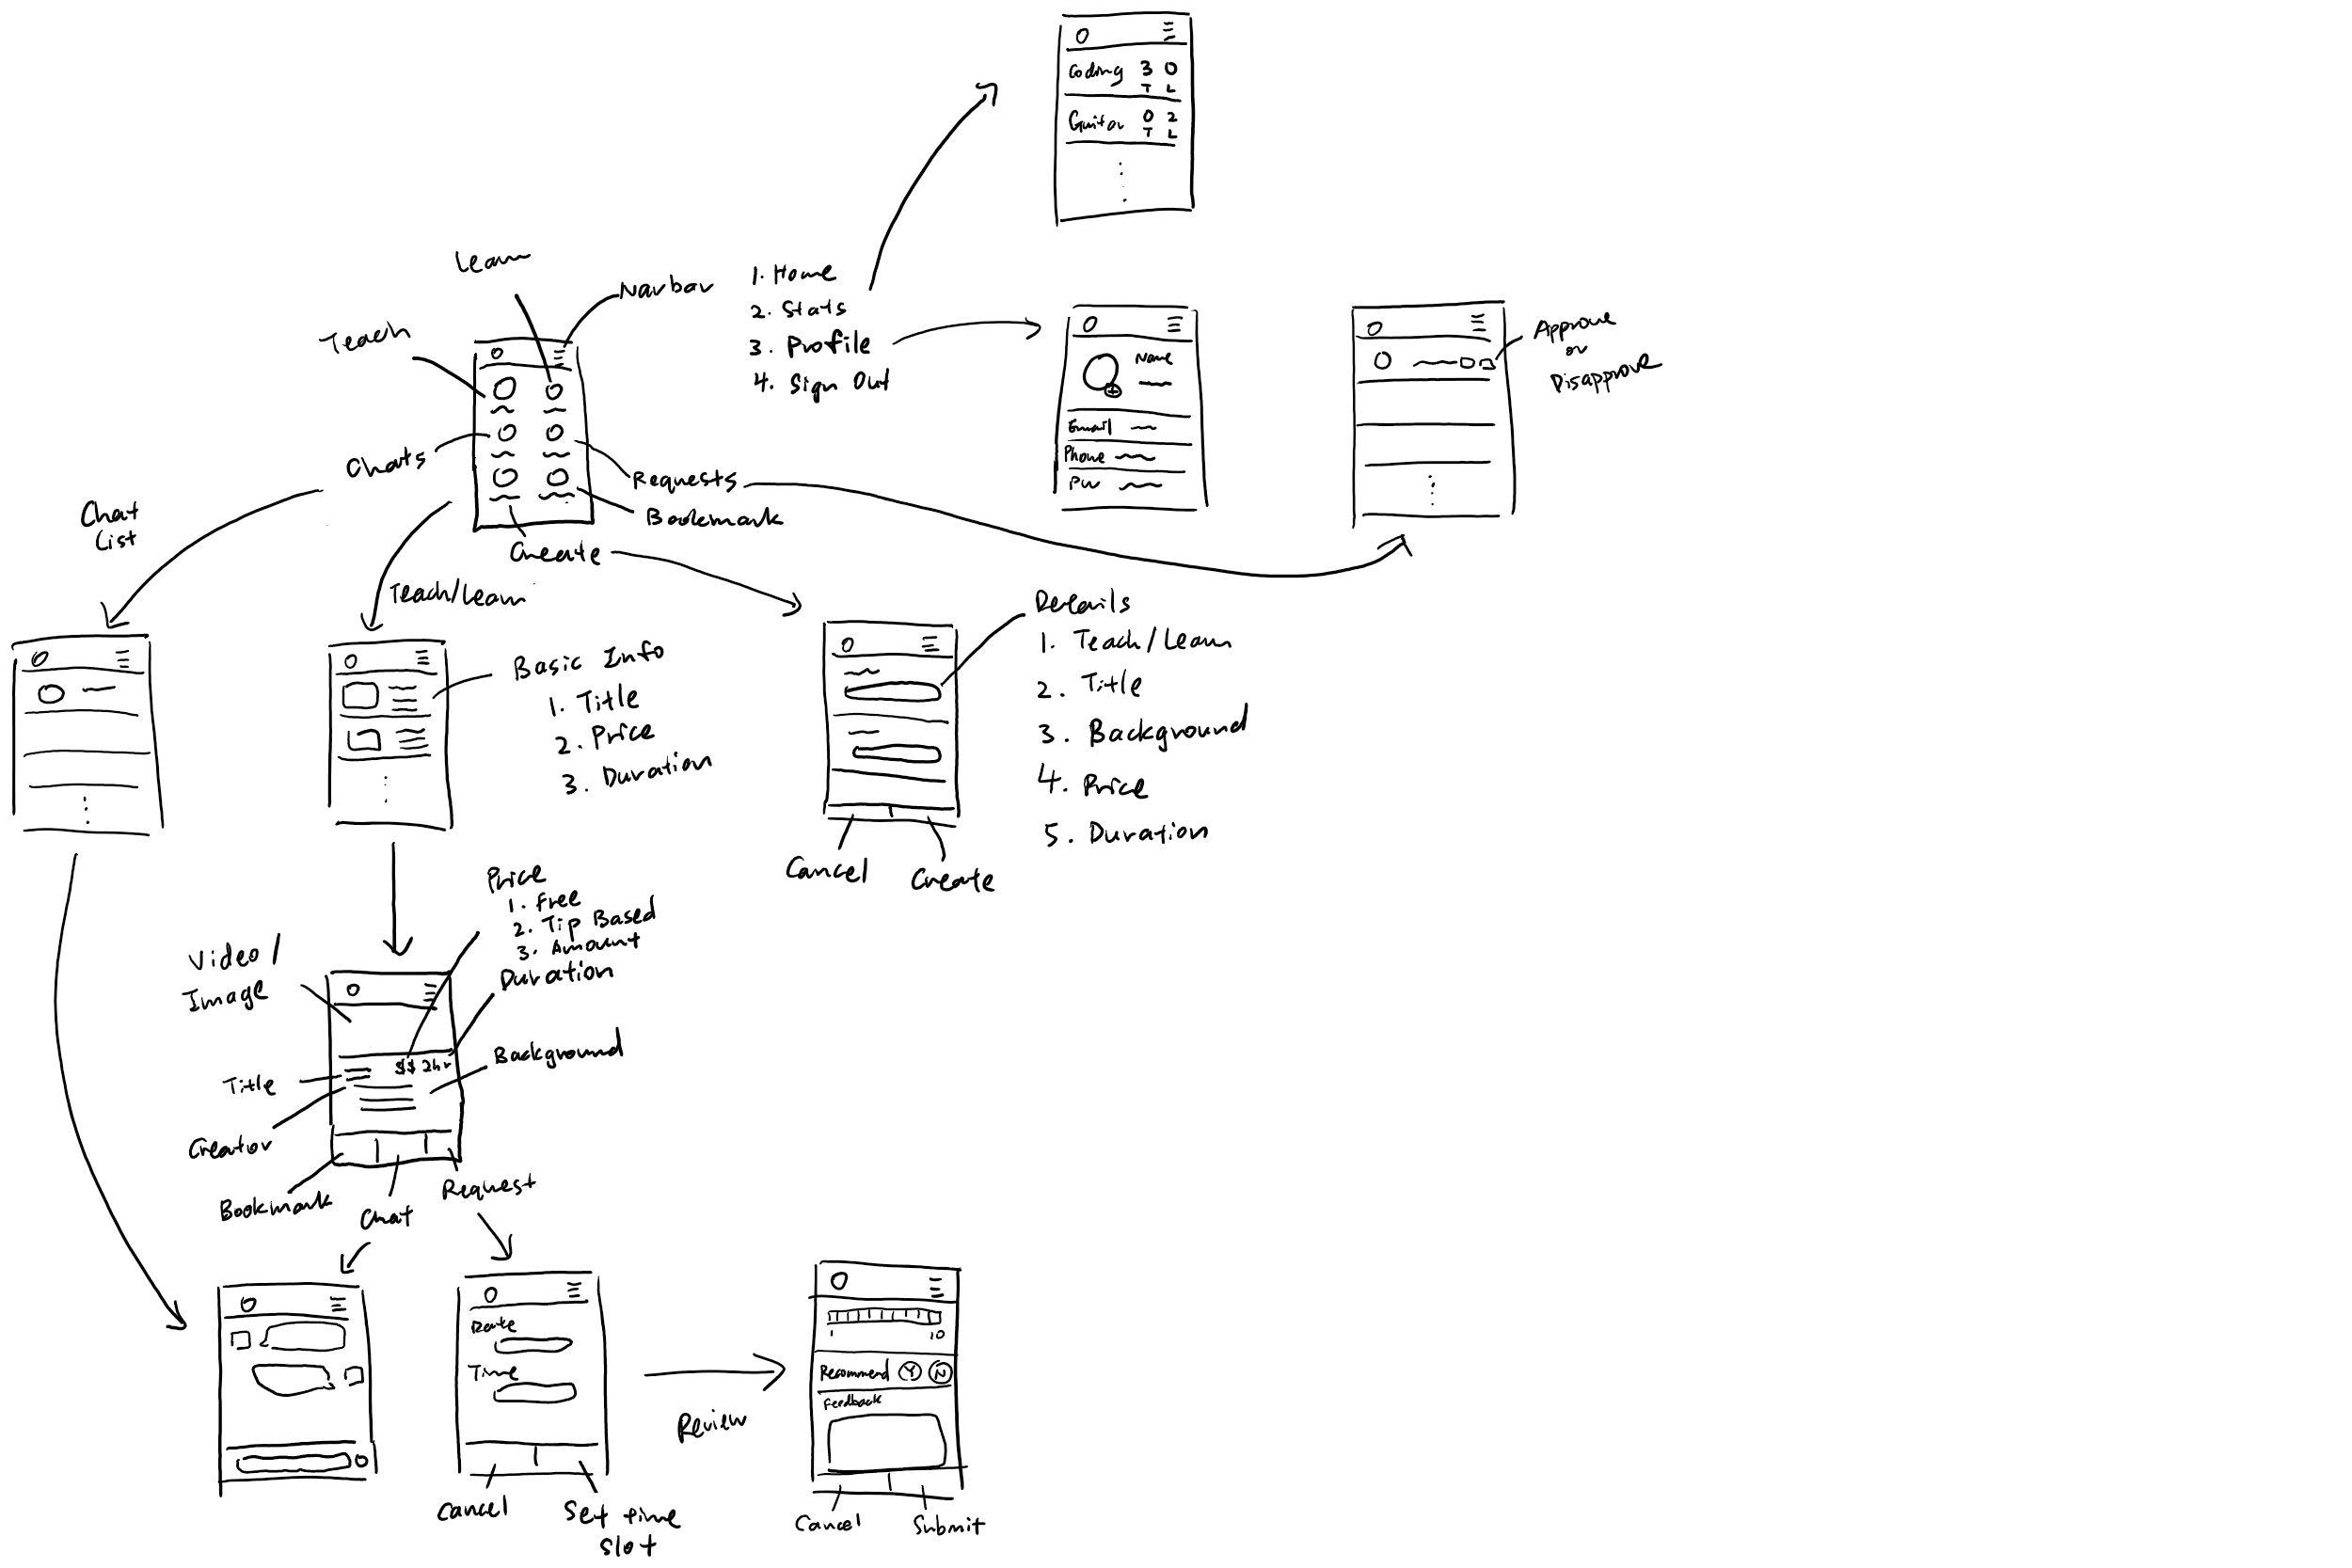 Coding 3 0
T L
Guitar 0 2
T L
Learn
Teach
Navbar
Chats
Requests
Bookmark
Create
1. Home
2. Stats
3. Profile
4. Sign Out
Name
Email
Phone
PW
Approve
or
Disapprove
Chat
List
Teach/Learn
Basic Info
1. Title
2. Price
3. Duration
Details
1. Teach/Learn
2. Title
3. Background
4. Price
5. Duration
Cancel
Create
Price
1. Free
2. Tip Based
3. Amount
Duration
Video/
Image
$$ 2hr
Background
Title
Creator
Bookmark
Chat
Request
Date
Time
Cancel
Set time
slot
Review
1 10
Recommend Y N
Feedback
Cancel
Submit